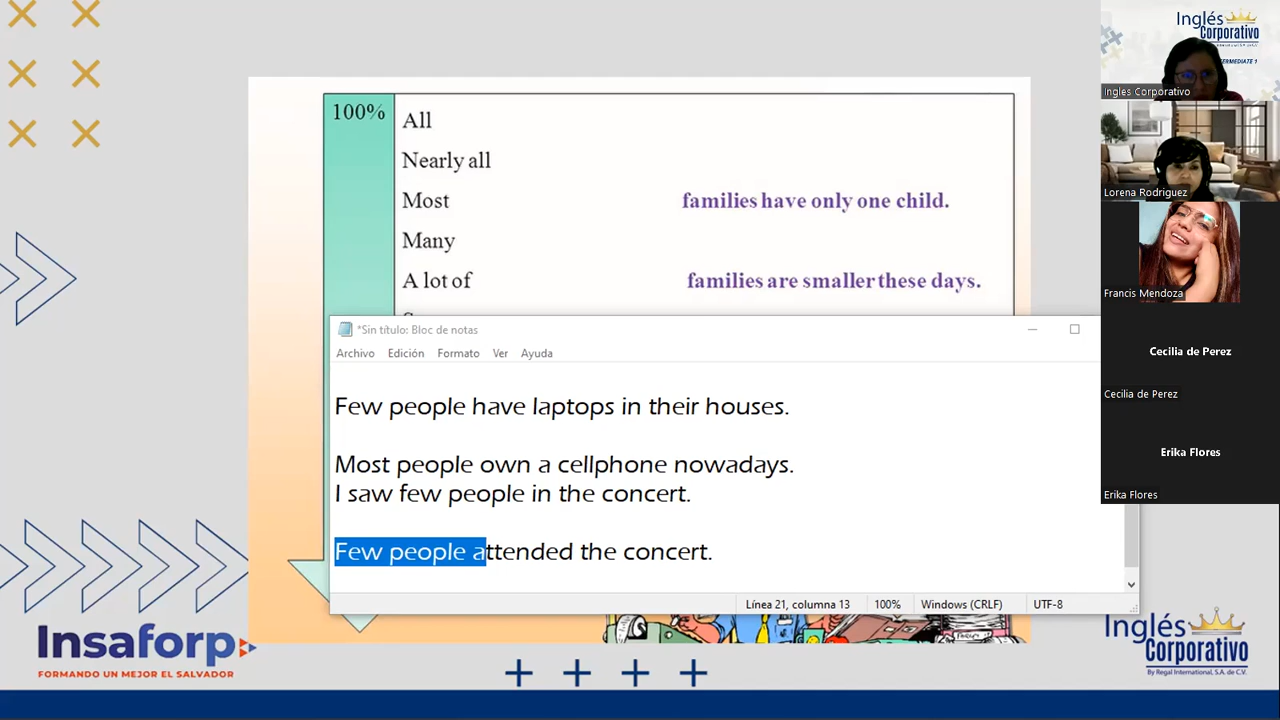 100%
All
Nearly all
Most families have only one child.
Many
A lot of families are smaller these days.
*Sin título: Bloc de notas
Archivo Edición Formato Ver Ayuda
Few people have laptops in their houses.
Most people own a cellphone nowadays.
I saw few people in the concert.
Few people attended the concert.
Línea 21, columna 13 100% Windows (CRLF) UTF-8
Inglés
Corporativo
Ingles Corporativo
Lorena Rodriguez
Francis Mendoza
Cecilia de Perez
Cecilia de Perez
Erika Flores
Erika Flores
Insaforp
FORMANDO UN MEJOR EL SALVADOR
Inglés
Corporativo
By Regal International, S.A. de C.V.